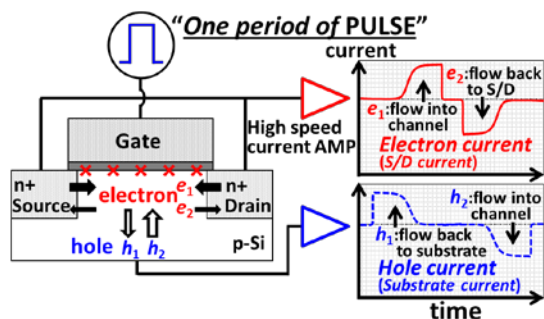 “One period of PULSE”
current
Gate
High speed
current AMP
n+
Source
electron
e1
e2
n+
Drain
hole h1 h2
p-Si
e2:flow back
to S/D
e1:flow into
channel
Electron current
(S/D current)
h2:flow into
channel
h1:flow back
to substrate
Hole current
(Substrate current)
time